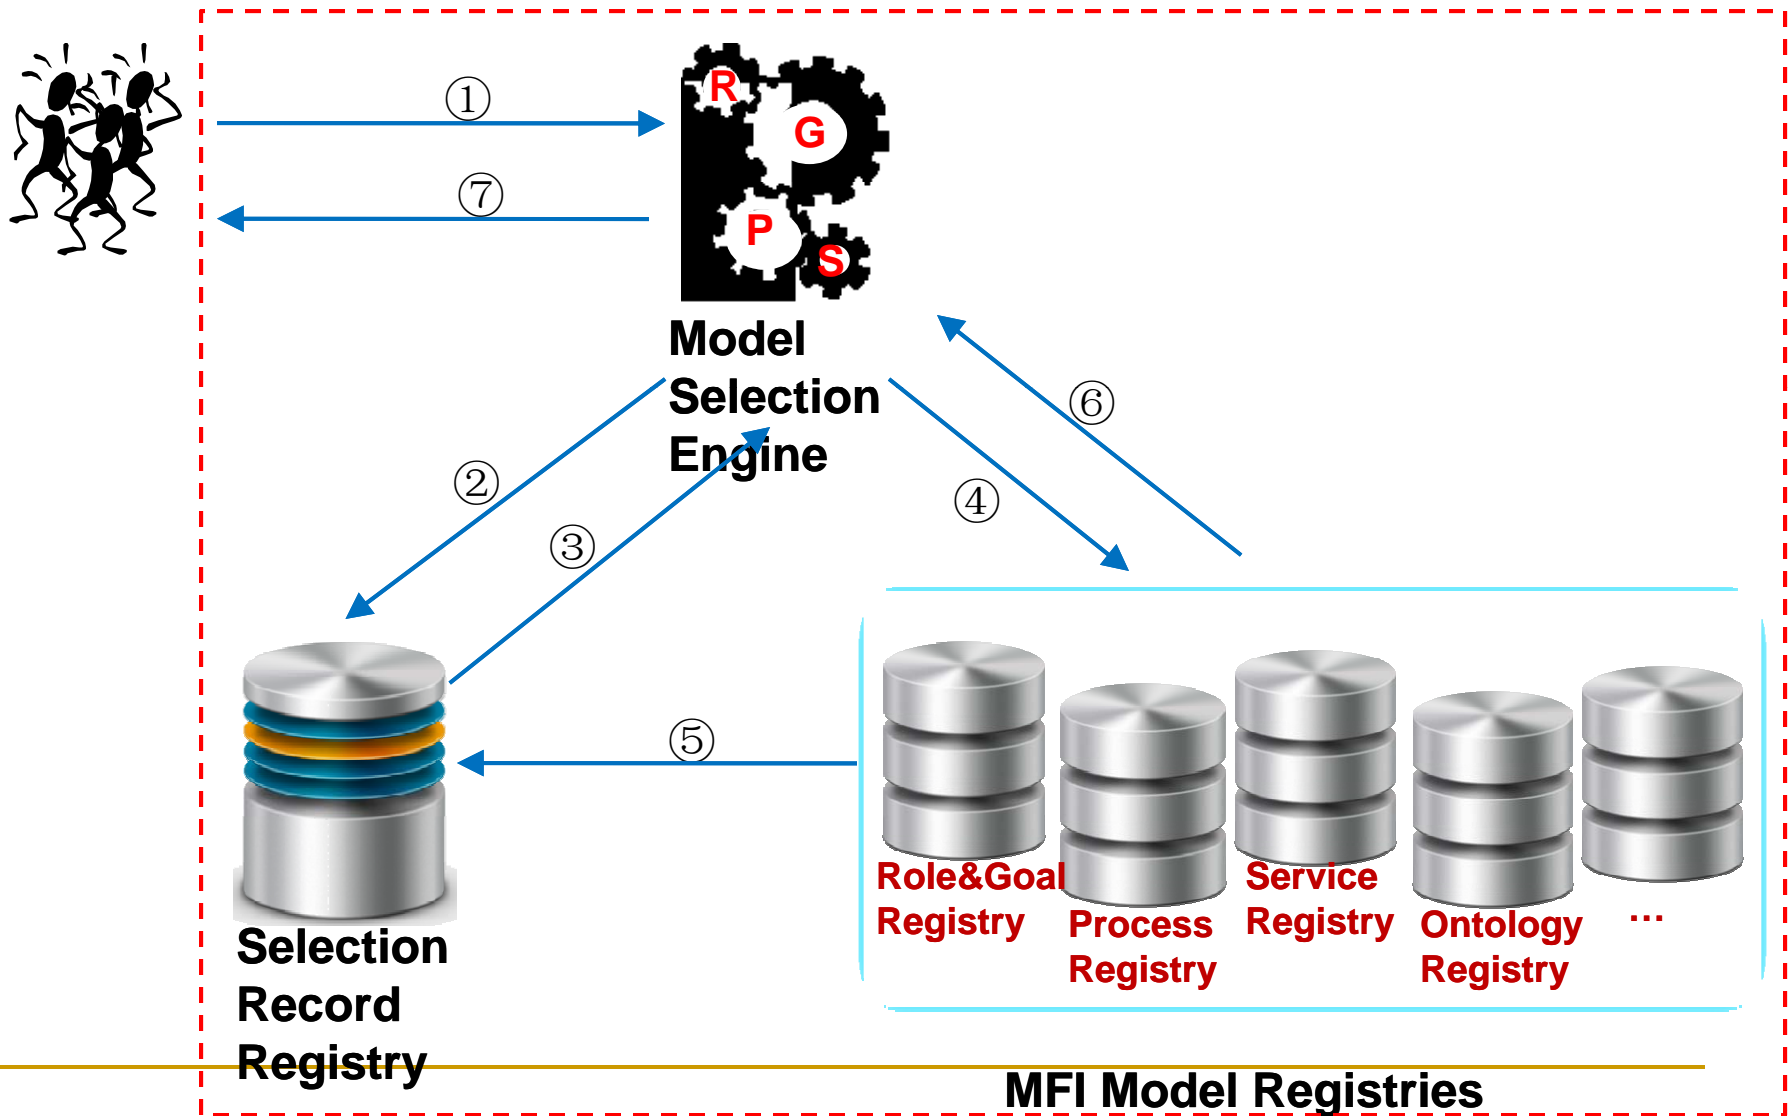 ①
⑦
R
G
P
S
Model
Selection
Engine
②
③
④
⑥
⑤
Selection
Record
Registry
Role&Goal
Registry
Process
Registry
Service
Registry
Ontology
Registry
...
MFI Model Registries